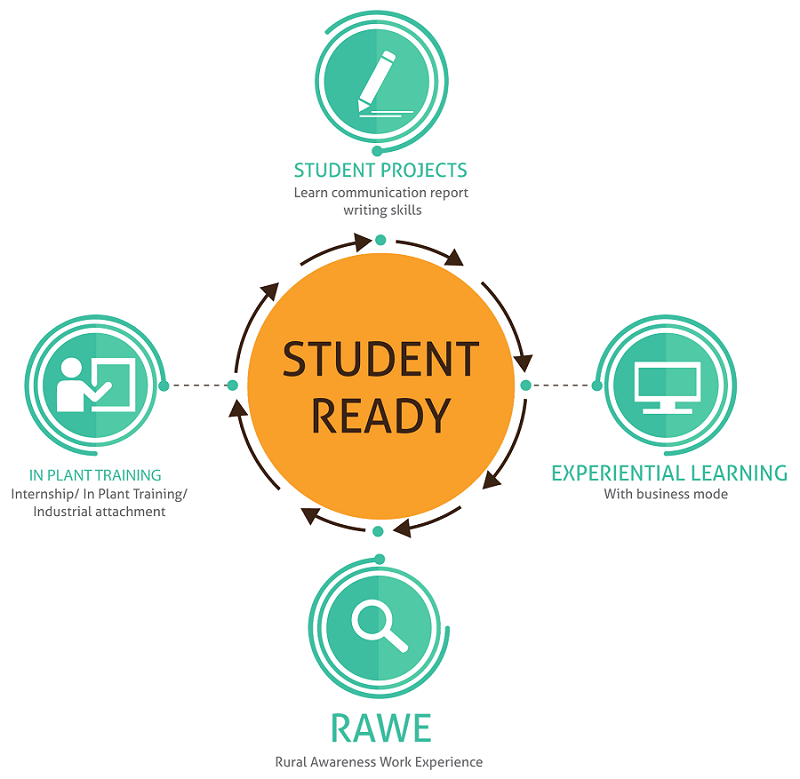 STUDENT PROJECTS
Learn communication report
writing skills
STUDENT
READY
IN PLANT TRAINING
Internship/ In Plant Training/
Industrial attachment
EXPERIENTIAL LEARNING
With business mode
RAWE
Rural Awareness Work Experience